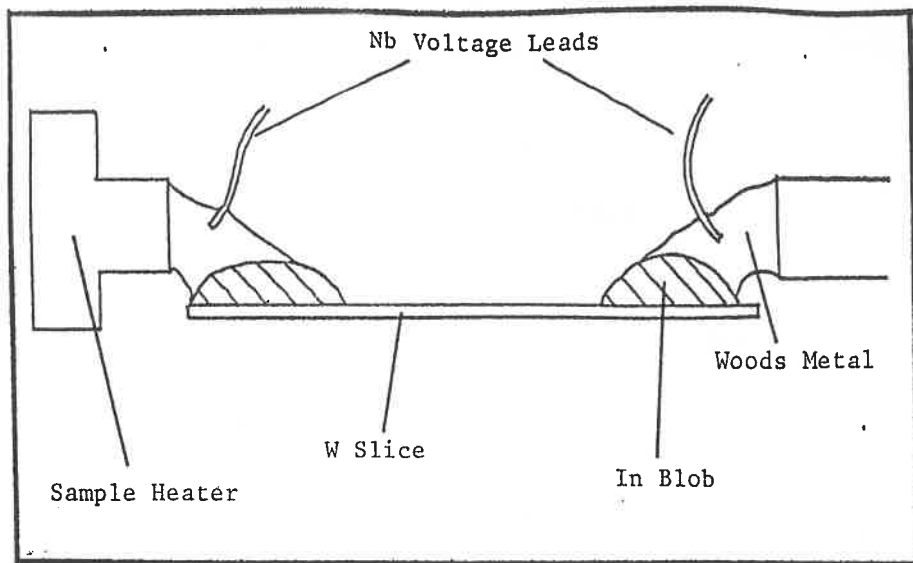 Nb Voltage Leads
Woods Metal
W Slice
In Blob
Sample Heater